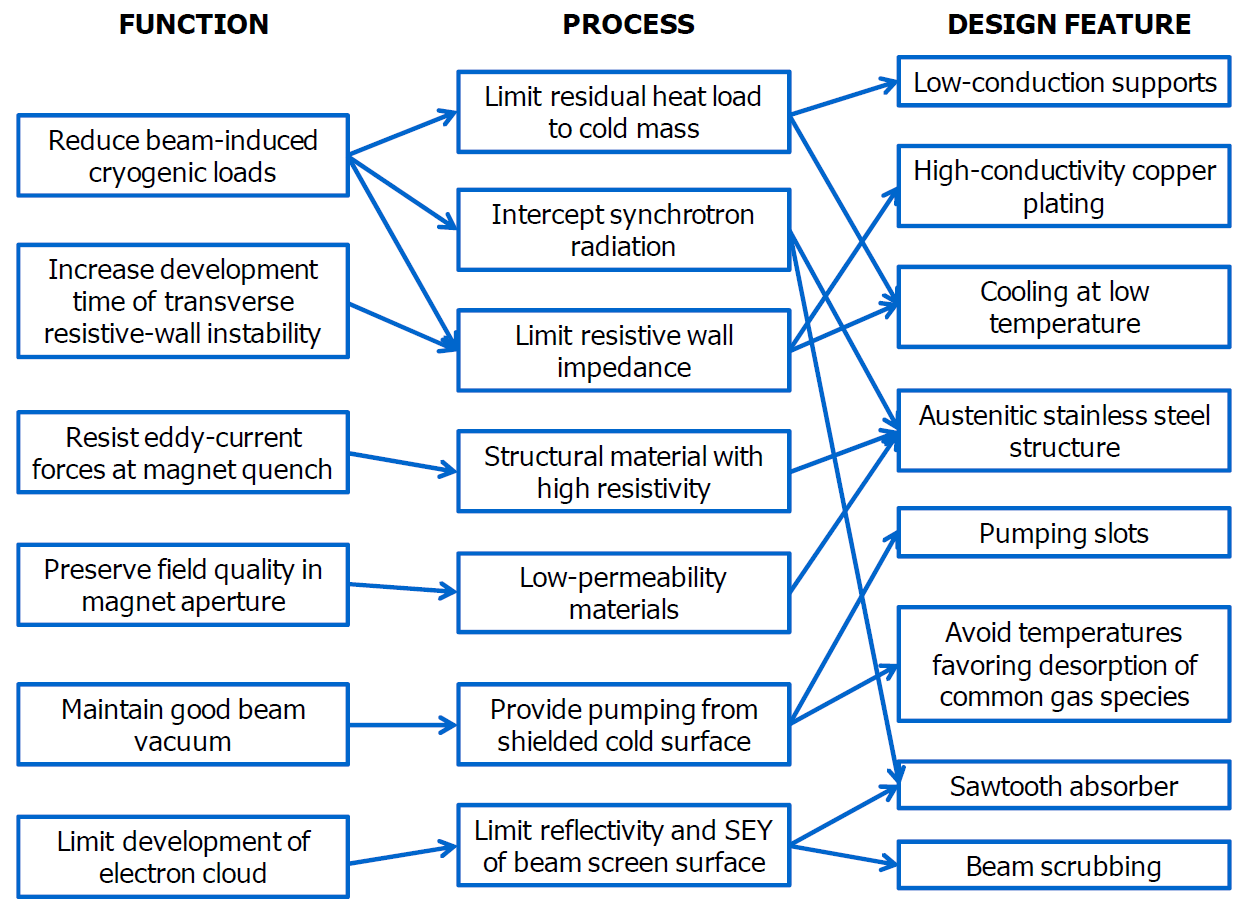 FUNCTION
PROCESS
DESIGN FEATURE
Reduce beam-induced
cryogenic loads
Increase development
time of transverse
resistive-wall instability
Resist eddy-current
forces at magnet quench
Preserve field quality in
magnet aperture
Maintain good beam
vacuum
Limit development of
electron cloud
Limit residual heat load
to cold mass
Intercept synchrotron
radiation
Limit resistive wall
impedance
Structural material with
high resistivity
Low-permeability
materials
Provide pumping from
shielded cold surface
Limit reflectivity and SEY
of beam screen surface
Low-conduction supports
High-conductivity copper
plating
Cooling at low
temperature
Austenitic stainless steel
structure
Pumping slots
Avoid temperatures
favoring desorption of
common gas species
Sawtooth absorber
Beam scrubbing